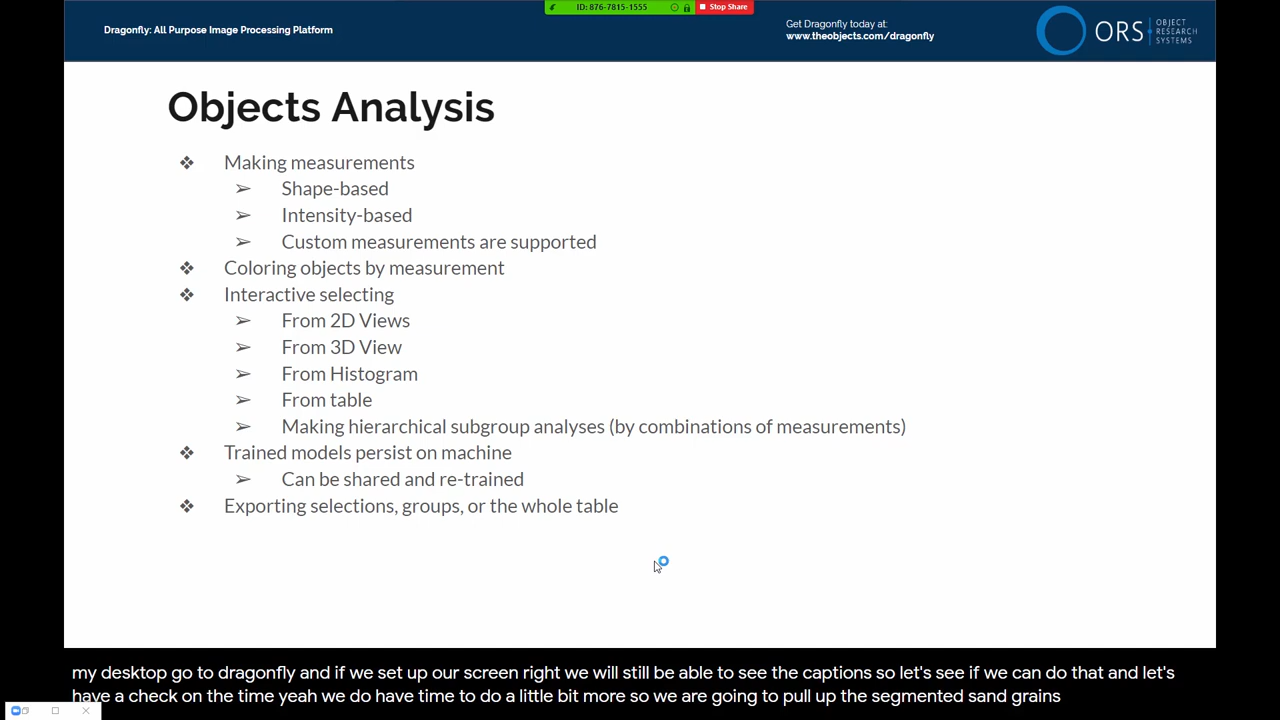 ID: 876-7815-1555
Stop Share
Dragonfly: All Purpose Image Processing Platform
Get Dragonfly today at:
www.theobjects.com/dragonfly
ORS
OBJECT
RESEARCH
SYSTEMS
Objects Analysis
Making measurements
Shape-based
Intensity-based
Custom measurements are supported
Coloring objects by measurement
Interactive selecting
From 2D Views
From 3D View
From Histogram
From table
Making hierarchical subgroup analyses (by combinations of measurements)
Trained models persist on machine
Can be shared and re-trained
Exporting selections, groups, or the whole table
my desktop go to dragonfly and if we set up our screen right we will still be able to see the captions so let's see if we can do that and let's
have a check on the time yeah we do have time to do a little bit more so we are going to pull up the segmented sand grains